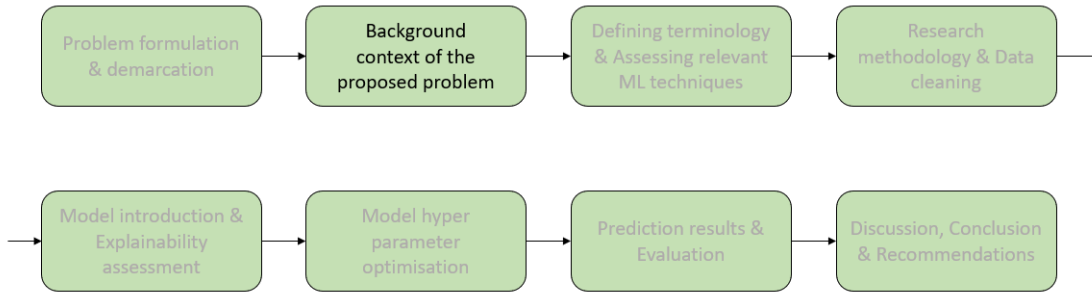 Problem formulation
& demarcation
Background
context of the
proposed problem
Defining terminology
& Assessing relevant
ML techniques
Research
methodology & Data
cleaning
Model introduction &
Explainability
assessment
Model hyper
parameter
optimisation
Prediction results &
Evaluation
Discussion, Conclusion
& Recommendations